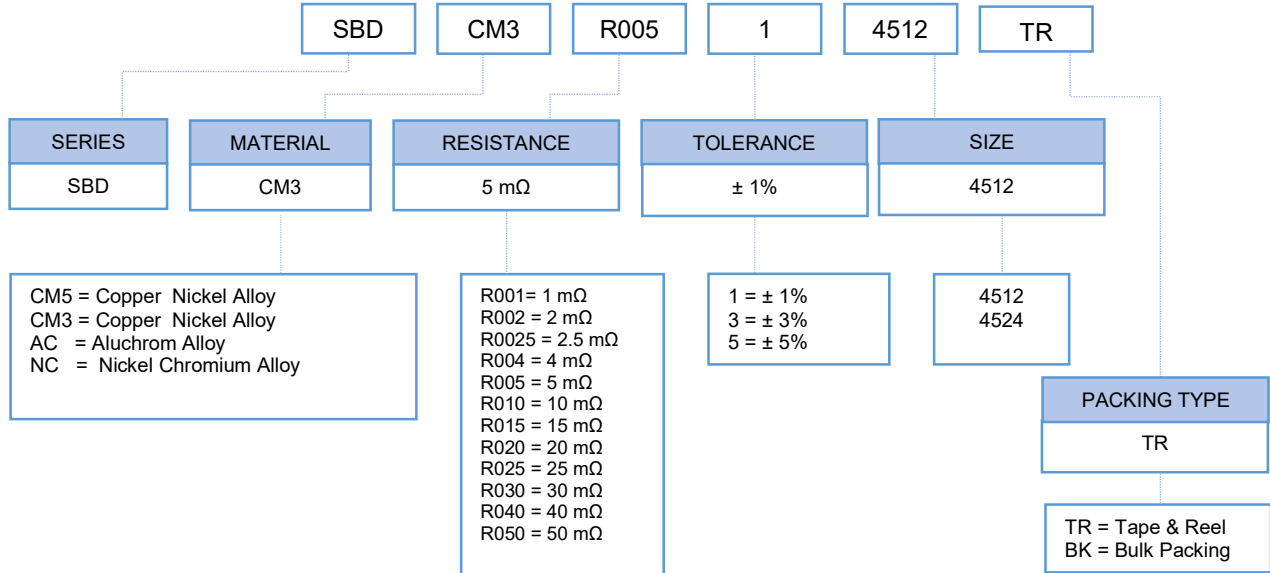 SBD CM3 R005 1 4512 TR
SERIES MATERIAL RESISTANCE TOLERANCE SIZE
SBD CM3 5 mΩ ± 1% 4512
CM5 = Copper Nickel Alloy
CM3 = Copper Nickel Alloy
AC = Aluchrom Alloy
NC = Nickel Chromium Alloy
R001= 1 mΩ
R002 = 2 mΩ
R0025 = 2.5 mΩ
R004 = 4 mΩ
R005 = 5 mΩ
R010 = 10 mΩ
R015 = 15 mΩ
R020 = 20 mΩ
R025 = 25 mΩ
R030 = 30 mΩ
R040 = 40 mΩ
R050 = 50 mΩ
1 = ± 1%
3 = ± 3%
5 = ± 5%
4512
4524
PACKING TYPE
TR
TR = Tape & Reel
BK = Bulk Packing